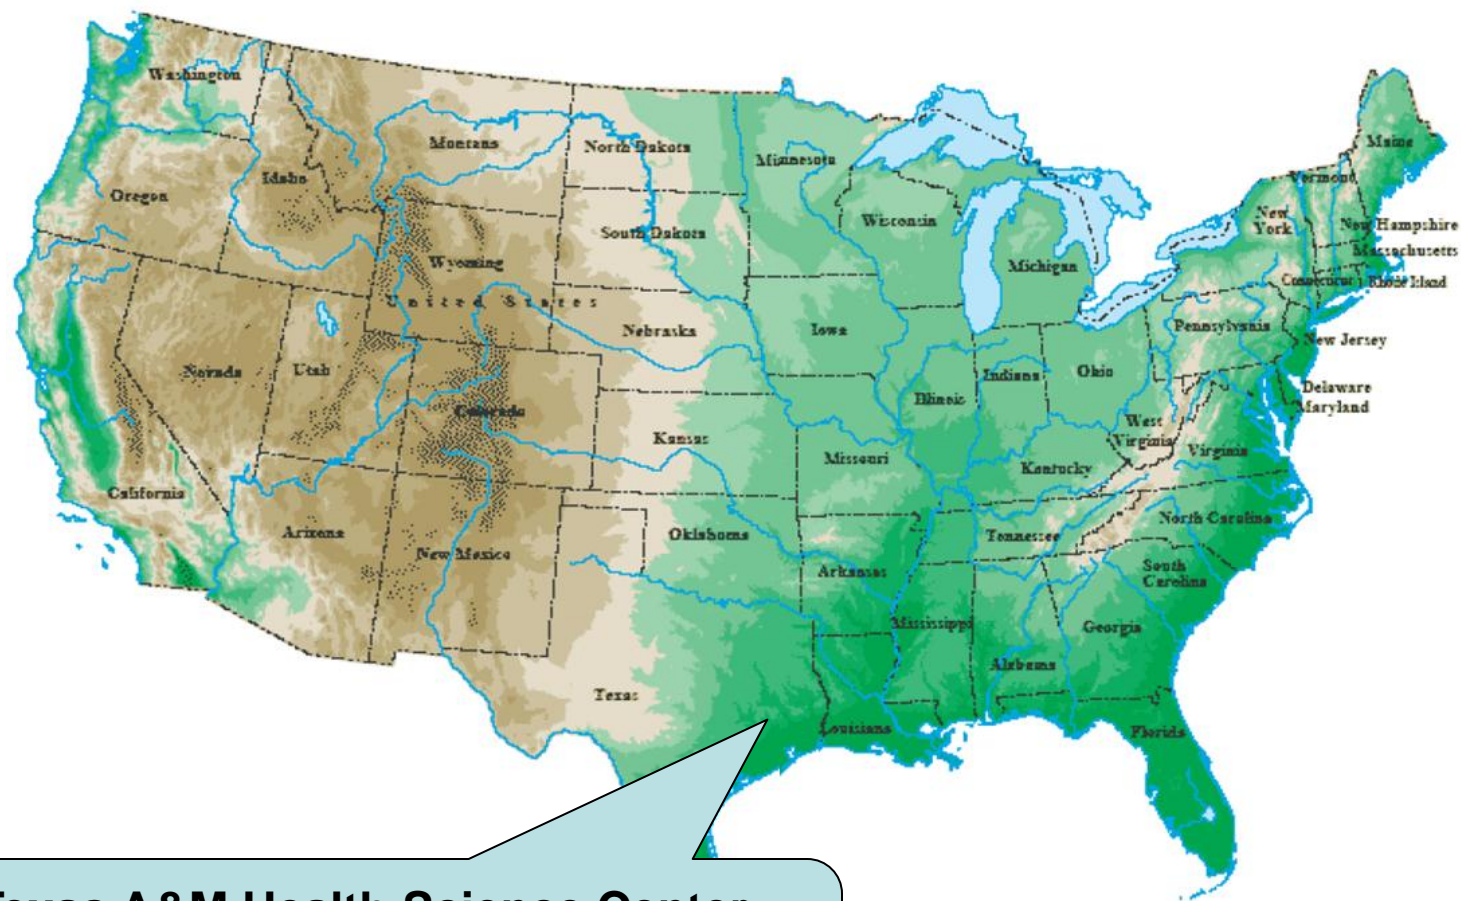 Washington
Montana
North Dakota
Minnesota
Maine
Vermont
Idaho
Oregon
New
York
New Hampshire
Wisconsin
South Dakota
Massachusetts
Wyoming
Michigan
Connecticut
Rhode Island
United States
Nebraska
Iowa
Pennsylvania
New Jersey
Nevada
Utah
Indiana
Ohio
Delaware
Maryland
Illinois
Colorado
West
Virginia
Kansas
Virginia
Missouri
Kentucky
California
North Carolina
Arizona
Oklahoma
Tennessee
New Mexico
Arkansas
South
Carolina
Mississippi
Georgia
Alabama
Texas
Louisiana
Florida
Texas A&M Health Science Center